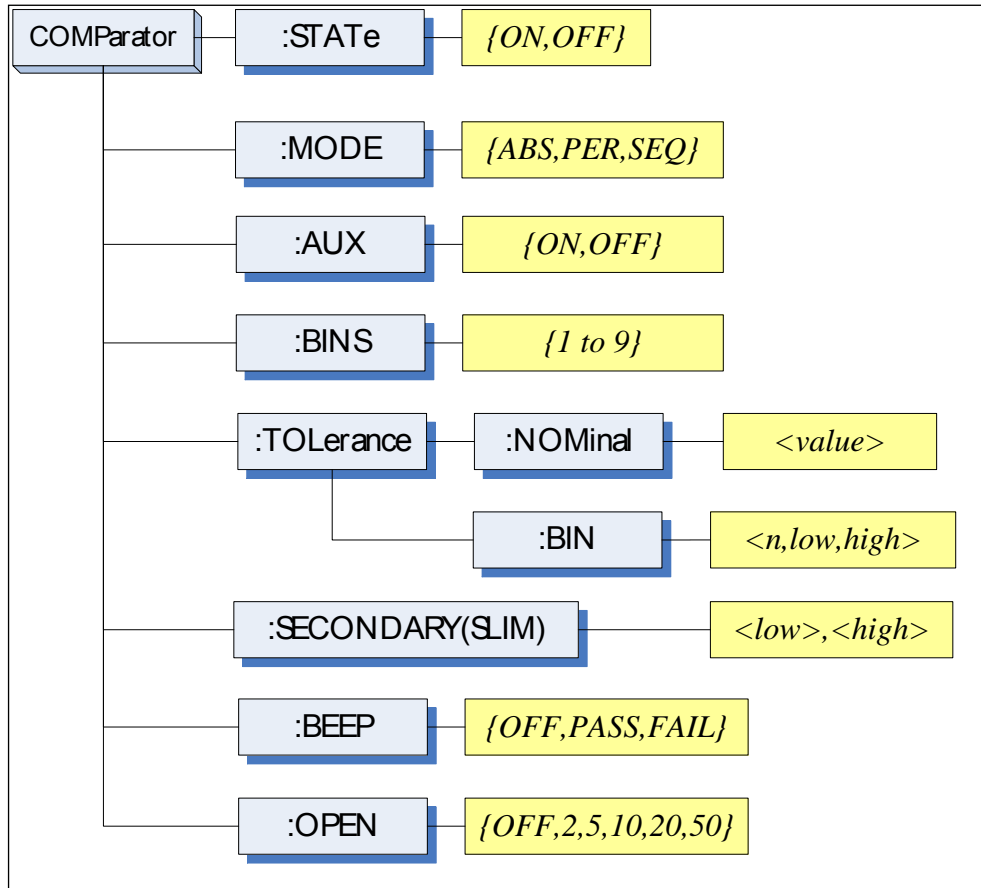 COMParator :STATe {ON,OFF}
:MODE {ABS,PER,SEQ}
:AUX {ON,OFF}
:BINS {1 to 9}
:TOLerance :NOMinal <value>
:BIN <n,low,high>
:SECONDARY(SLIM) <low>,<high>
:BEEP {OFF,PASS,FAIL}
:OPEN {OFF,2,5,10,20,50}